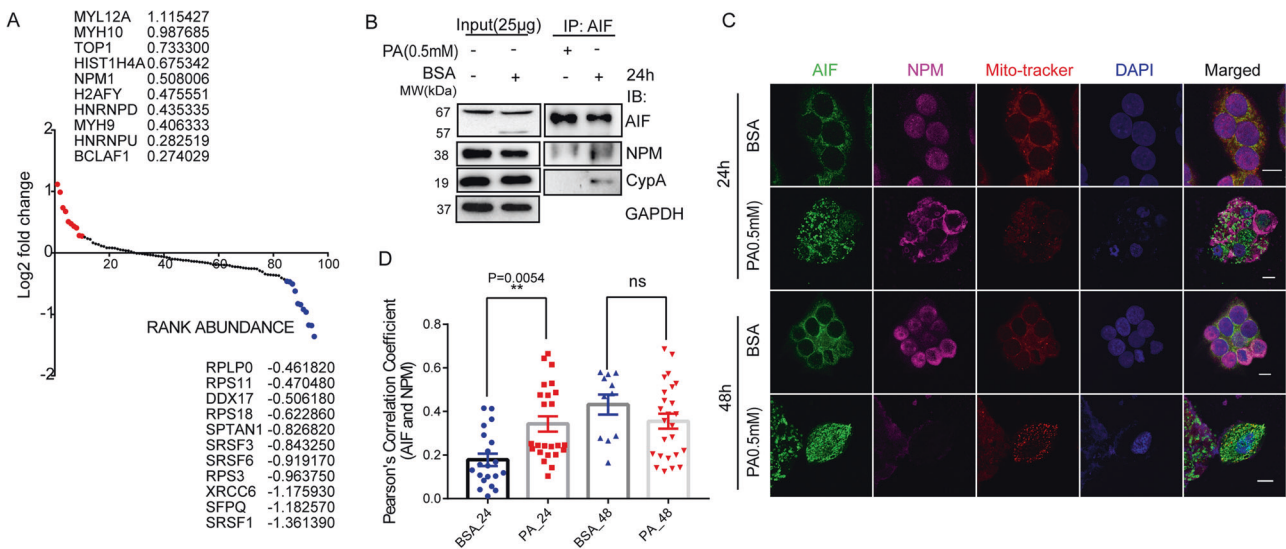 A
MYL12A 1.115427
MYH10 0.987685
TOP1 0.733300
HIST1H4A 0.675342
NPM1 0.508006
H2AFY 0.475551
HNRNPD 0.435335
MYH9 0.406333
HNRNPU 0.282519
BCLAF1 0.274029
Log2 fold change
2
1
0
-1
-2
20 40 60 80 100
RANK ABUNDANCE
RPLP0 -0.461820
RPS11 -0.470480
DDX17 -0.506180
RPS18 -0.622860
SPTAN1 -0.826820
SRSF3 -0.843250
SRSF6 -0.919170
RPS3 -0.963750
XRCC6 -1.175930
SFPQ -1.182570
SRSF1 -1.361390
B
Input(25μg) IP: AIF
PA(0.5mM) - - + -
BSA - + - + 24h
MW(kDa) IB:
67 AIF
57
38 NPM
19 CypA
37 GAPDH
C
AIF NPM Mito-tracker DAPI Marged
24h
BSA
PA0.5mM
48h
BSA
PA0.5mM
D
P=0.0054
** ns
Pearson's Correlation Coefficient
(AIF and NPM)
0.8
0.6
0.4
0.2
0.0
BSA_24 PA_24 BSA_48 PA_48